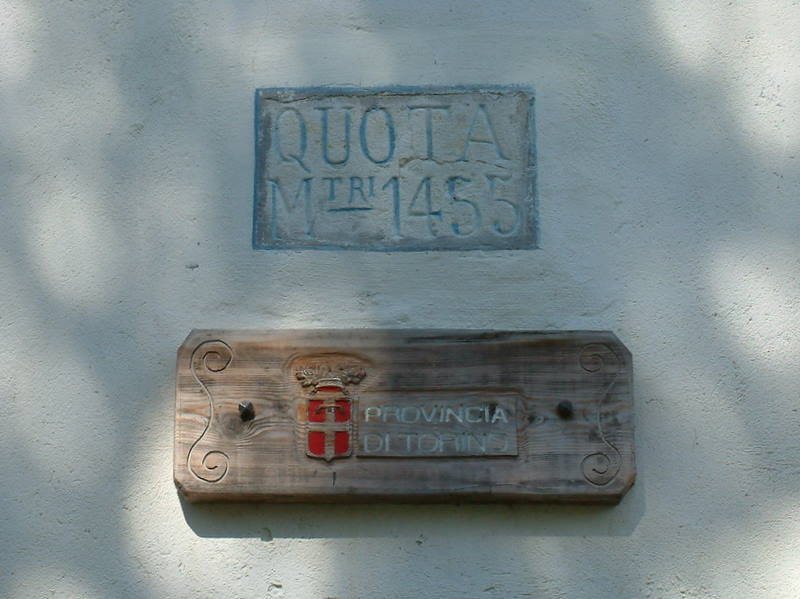 QUOTA
MTRI 1455
PROVINCIA
DI TORINO